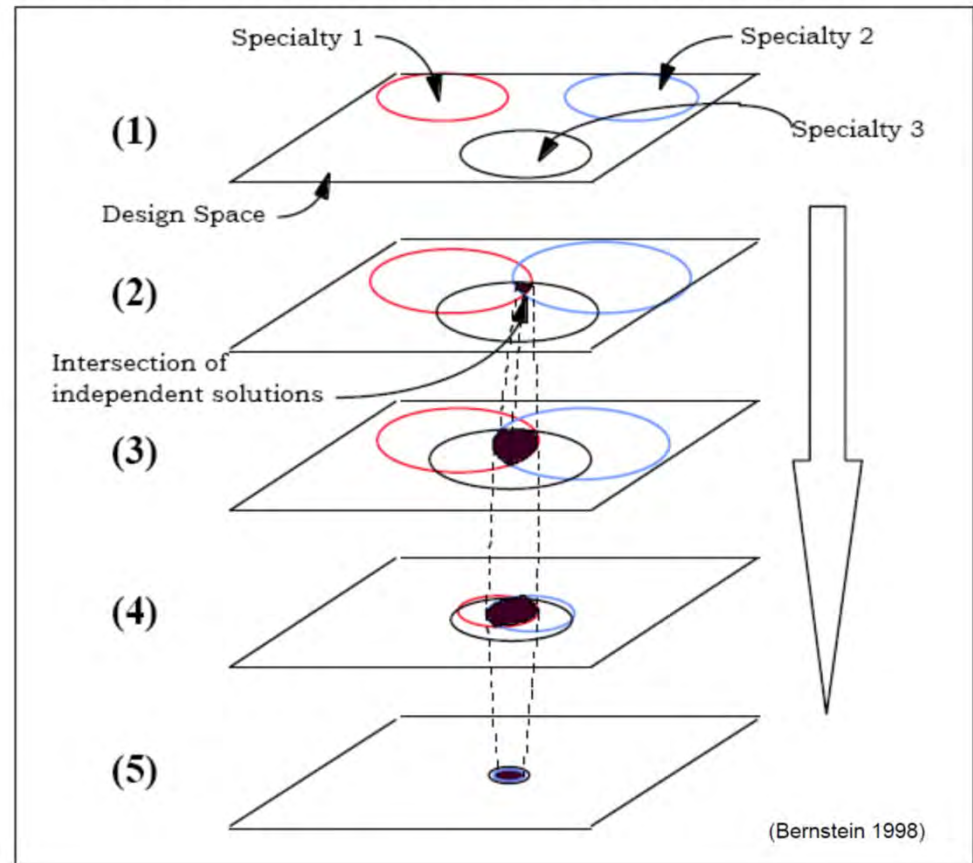 Specialty 1
Specialty 2
(1)
Specialty 3
Design Space
(2)
Intersection of
independent solutions
(3)
(4)
(5)
(Bernstein 1998)